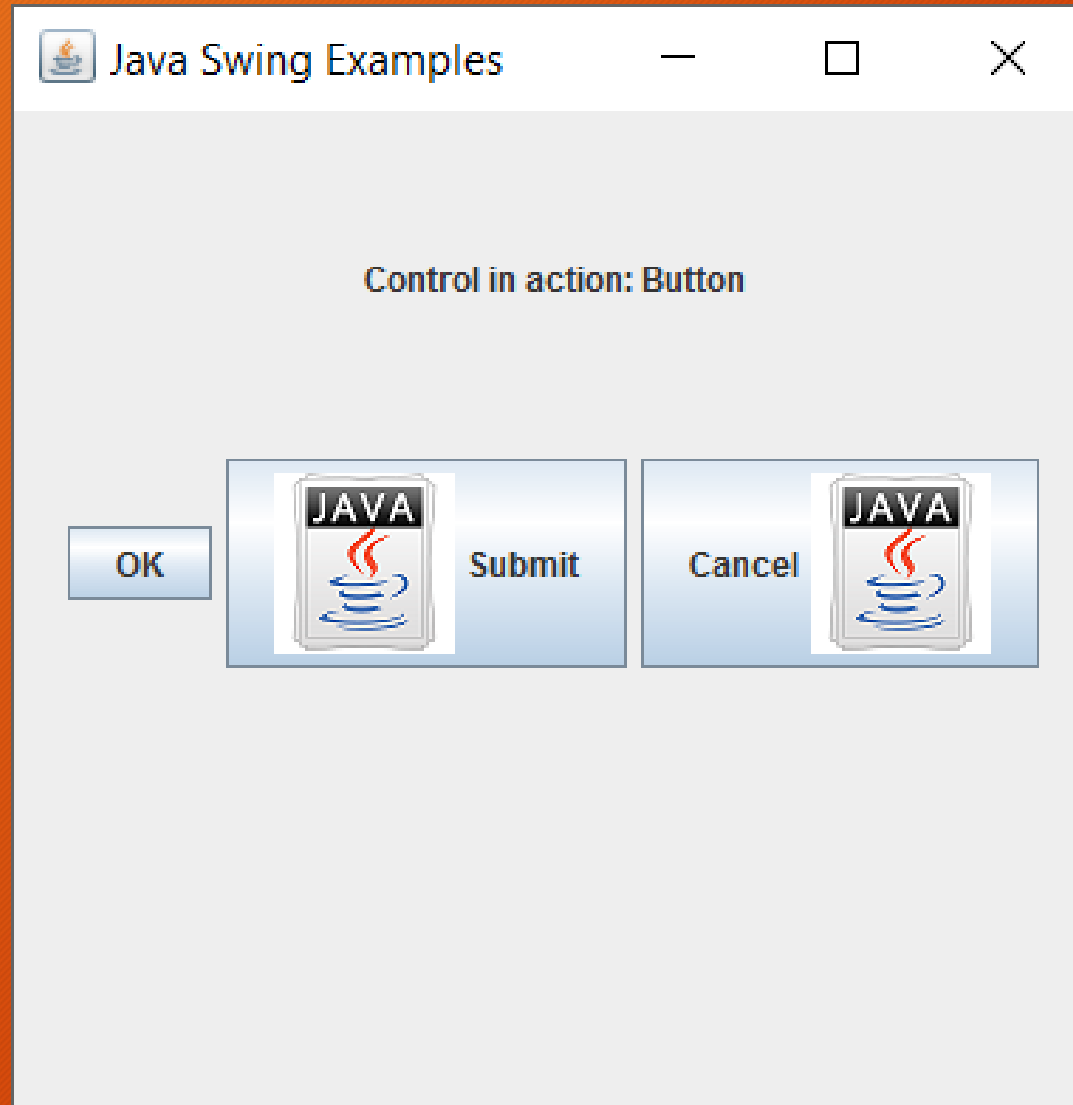 Java Swing Examples
Control in action: Button
OK
JAVA
Submit
Cancel
JAVA